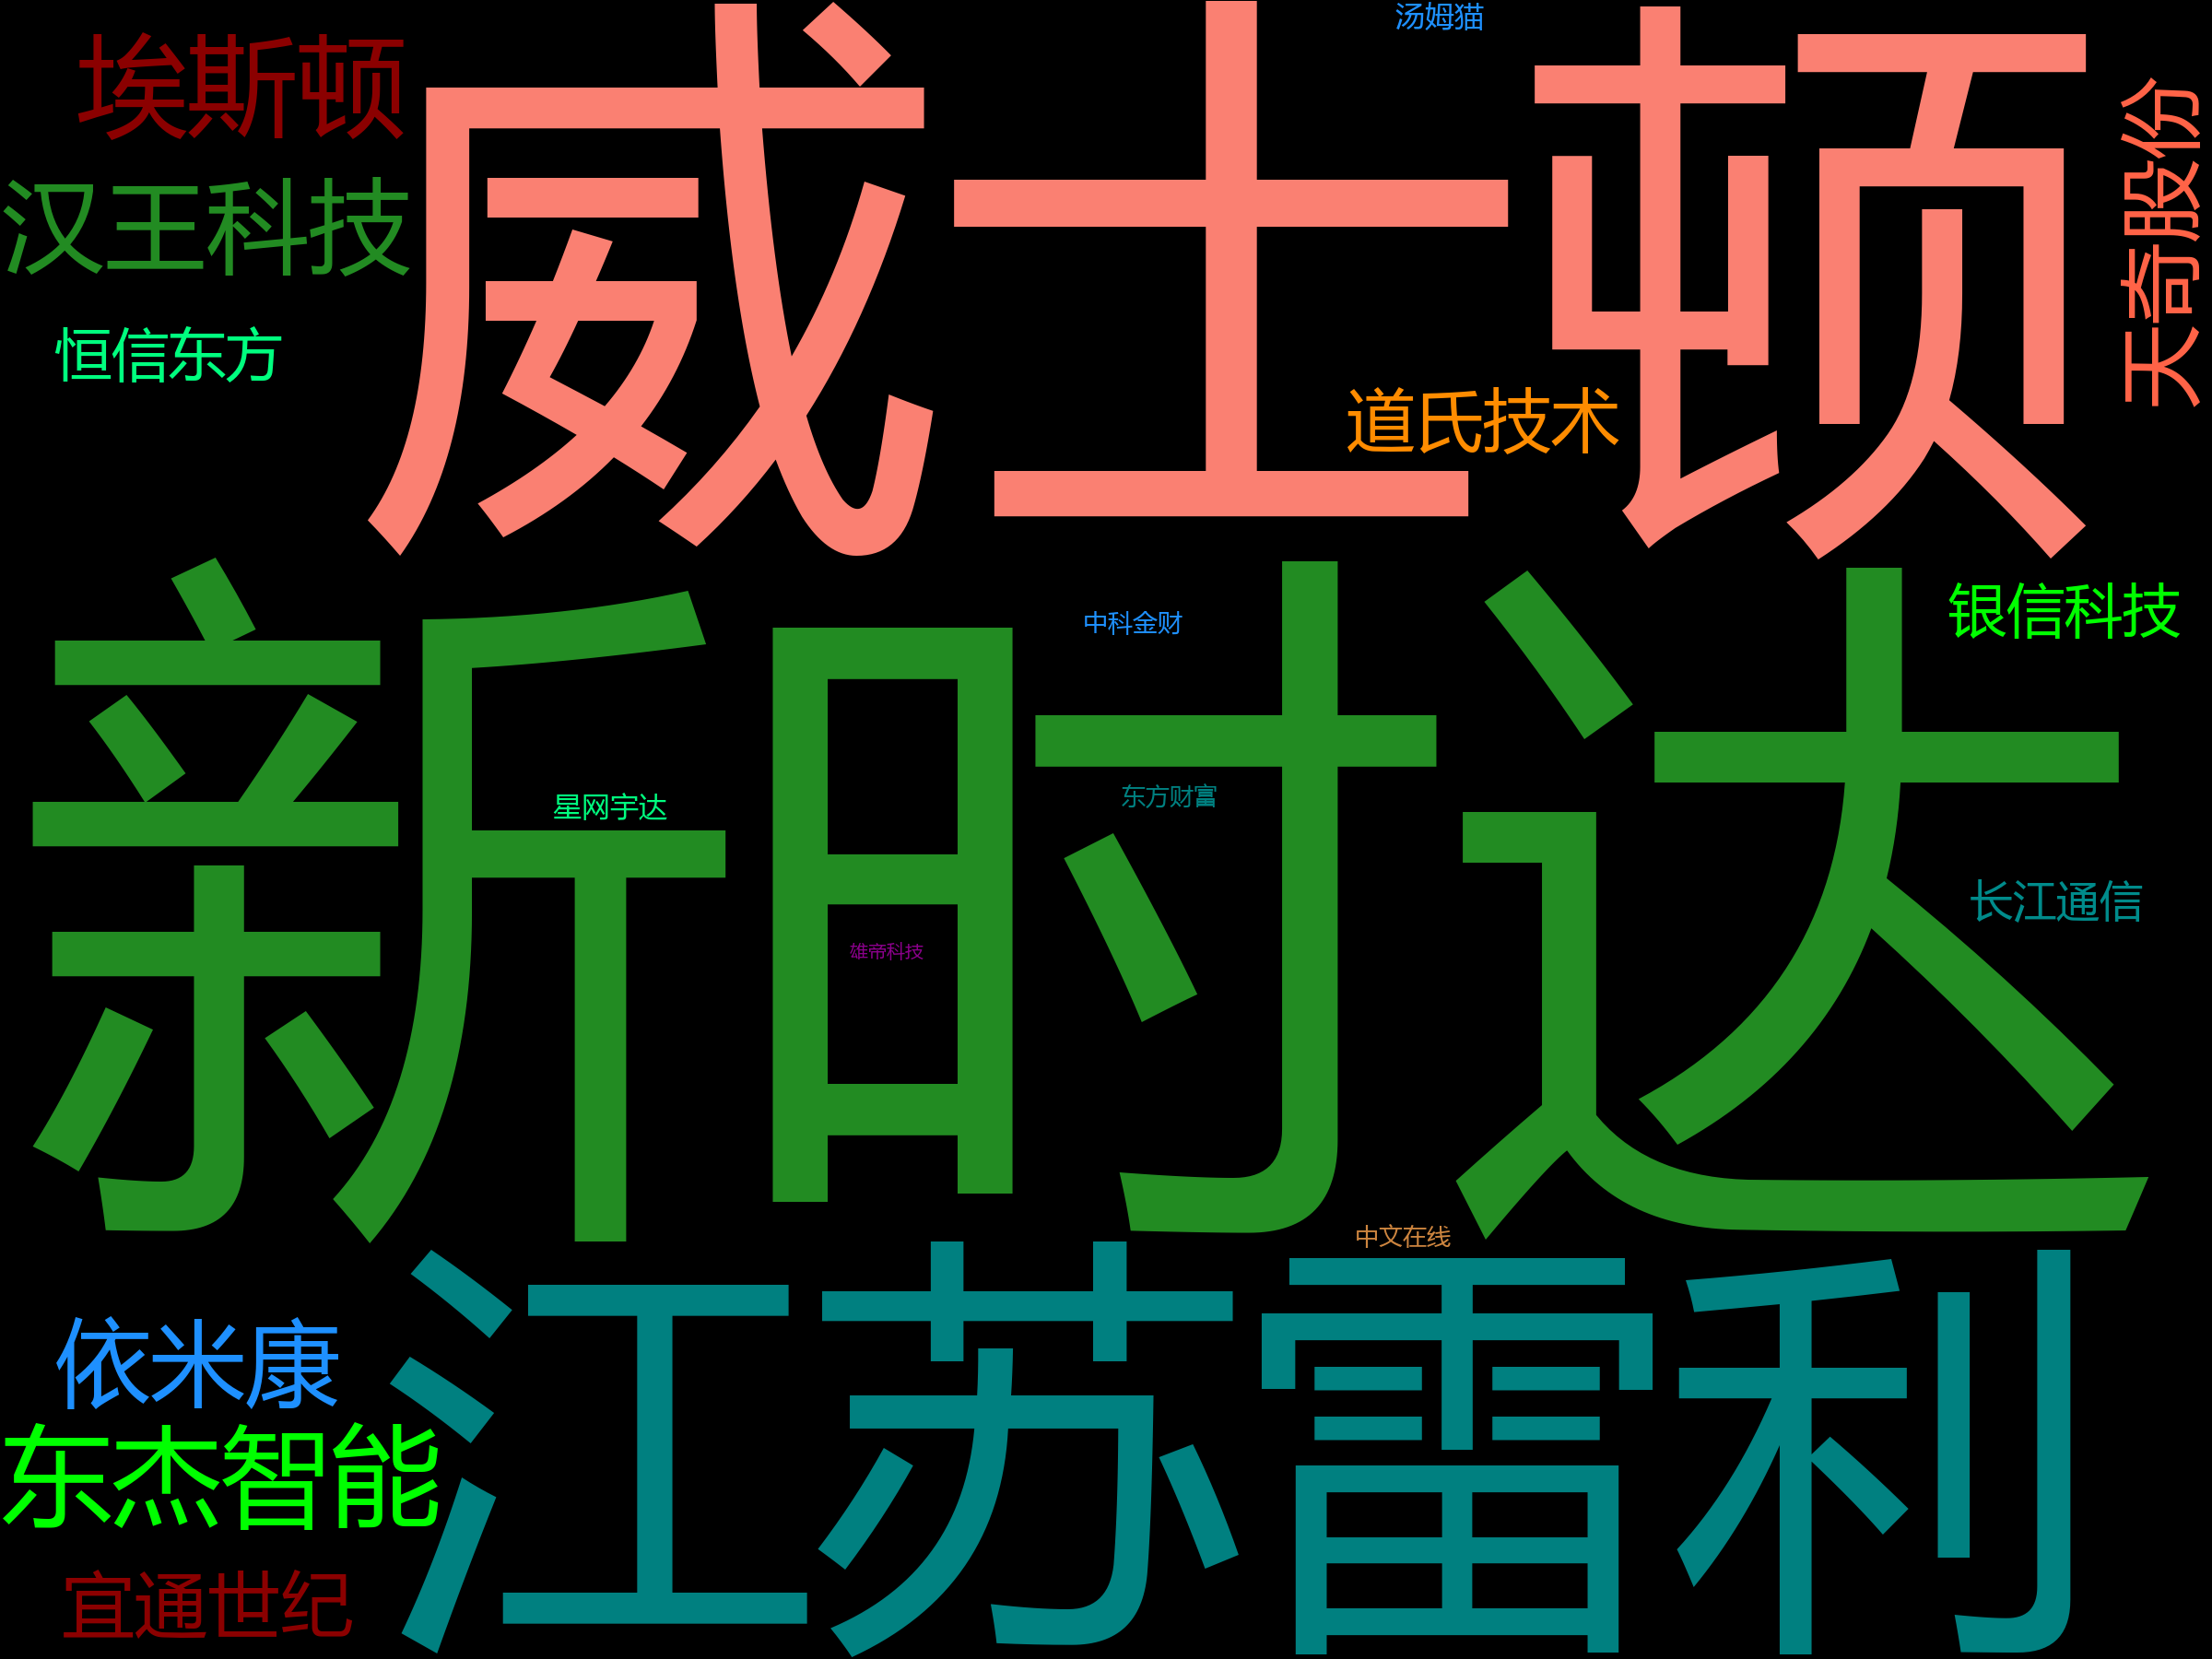 汤姆猫
埃斯顿
威士顿
天奇股份
汉王科技
恒信东方
道氏技术
新时达
中科金财
银信科技
星网宇达
东方财富
长江通信
雄帝科技
中文在线
江苏雷利
依米康
东杰智能
宜通世纪